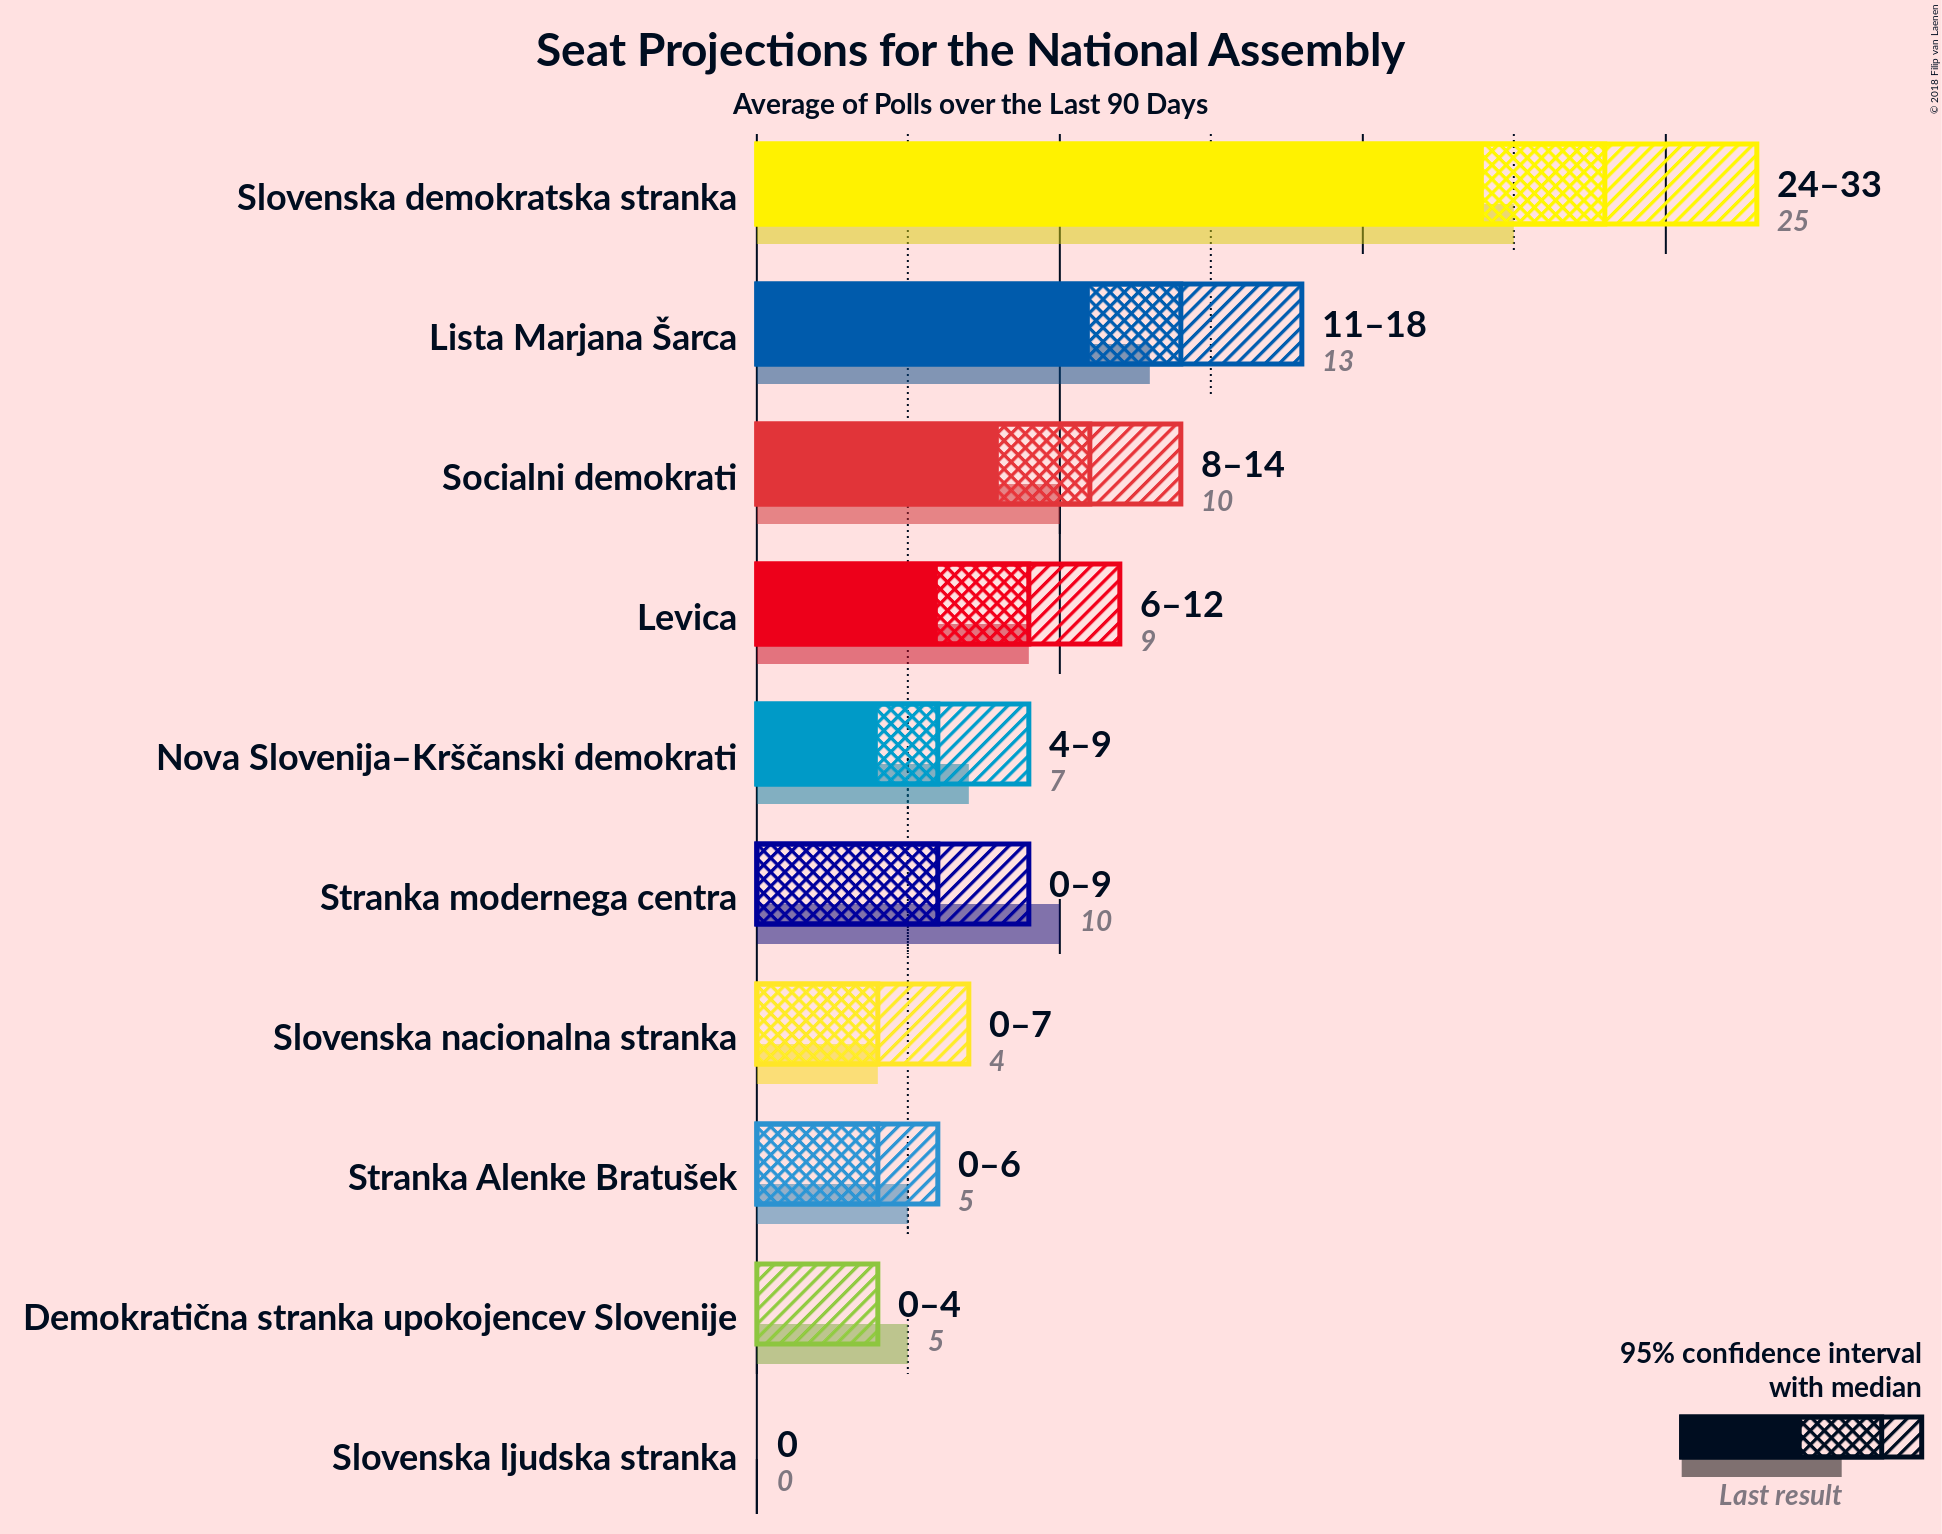 Seat Projections for the National Assembly
Average of Polls over the Last 90 Days
© 2018 Filip van Laenen
Slovenska demokratska stranka
24–33
25
Lista Marjana Šarca
11–18
13
Socialni demokrati
8–14
10
Levica
6–12
9
Nova Slovenija–Krščanski demokrati
4–9
7
Stranka modernega centra
0–9
10
Slovenska nacionalna stranka
0–7
4
Stranka Alenke Bratušek
0–6
5
Demokratična stranka upokojencev Slovenije
0–4
5
Slovenska ljudska stranka
0
0
95% confidence interval
with median
Last result